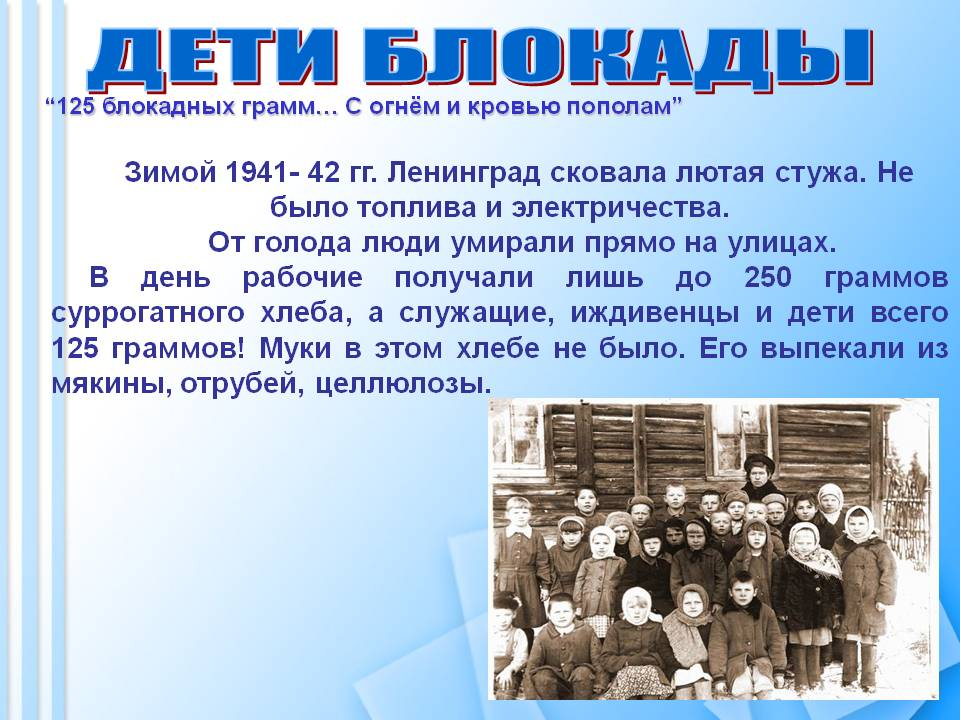 ДЕТИ БЛОКАДЫ
“125 блокадных грамм… С огнём и кровью пополам”
Зимой 1941- 42 гг. Ленинград сковала лютая стужа. Не
было топлива и электричества.
От голода люди умирали прямо на улицах.
В день рабочие получали лишь до 250 граммов
суррогатного хлеба, а служащие, иждивенцы и дети всего
125 граммов! Муки в этом хлебе не было. Его выпекали из
мякины, отрубей, целлюлозы.